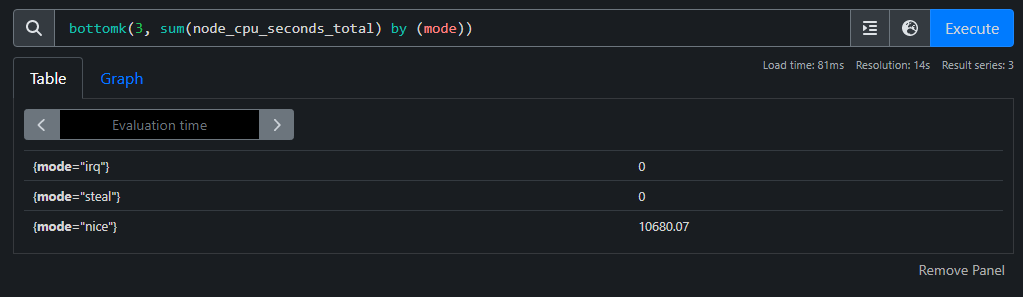 bottomk(3, sum(node_cpu_seconds_total) by (mode))
Execute
Table
Graph
Load time: 81ms Resolution: 14s Result series: 3
Evaluation time
{mode="irq"} 0
{mode="steal"} 0
{mode="nice"} 10680.07
Remove Panel